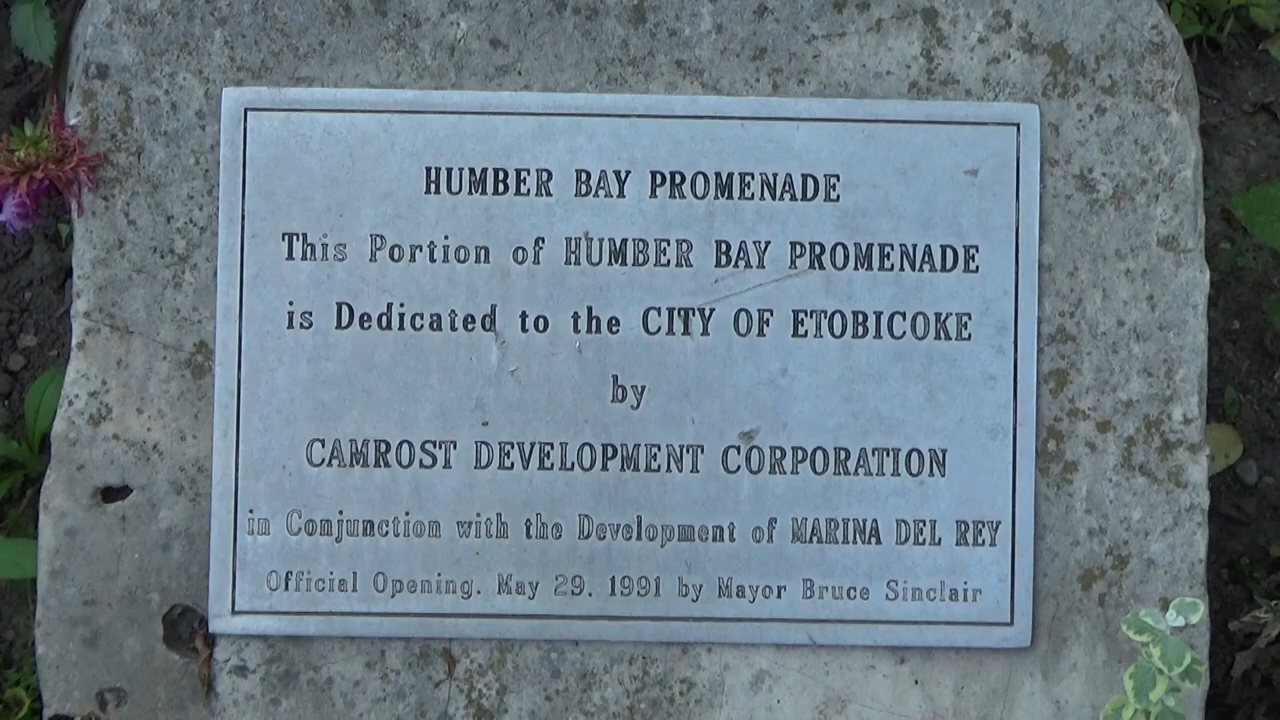 HUMBER BAY PROMENADE
This Portion of HUMBER BAY PROMENADE
is Dedicated to the CITY OF ETOBICOKE
by
CAMROST DEVELOPMENT CORPORATION
in Conjunction with the Development of MARINA DEL REY
Official Opening. May 29. 1991 by Mayor Bruce Sinclair